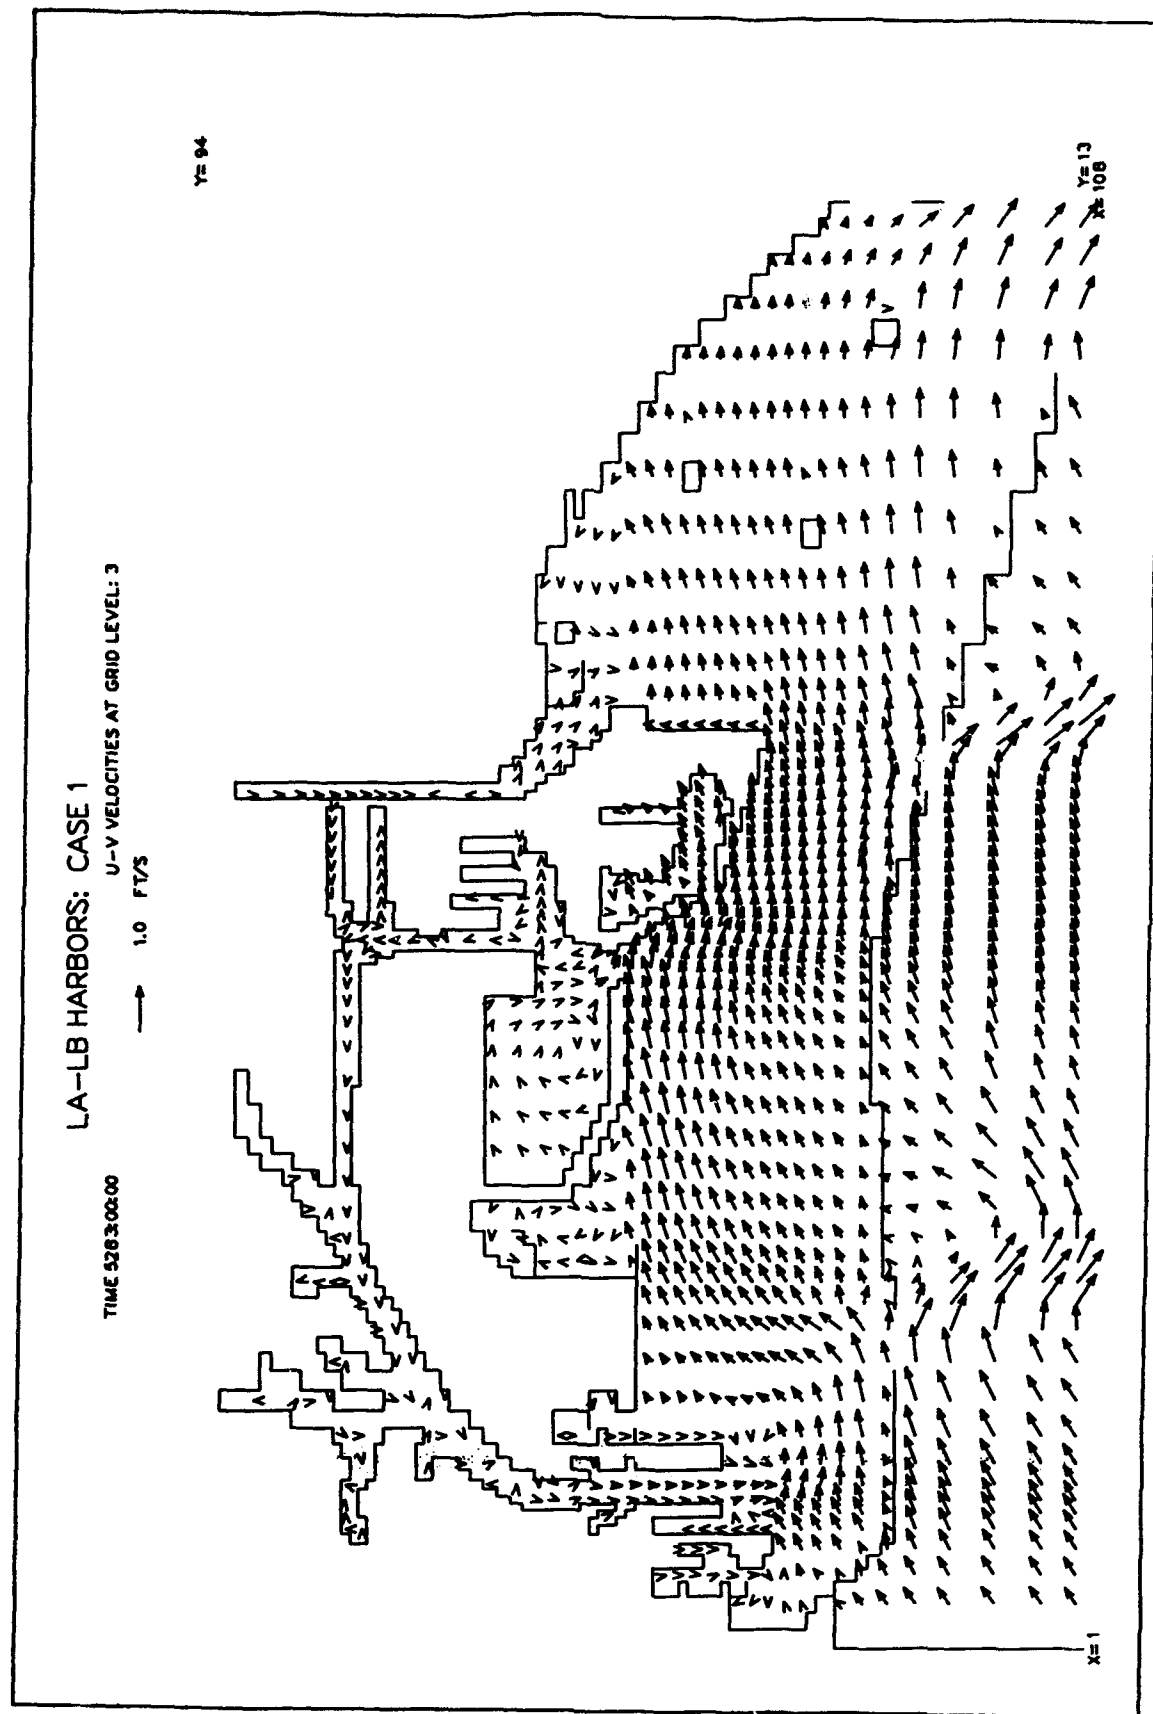 LA-LB HARBORS: CASE 1
TIME 5283:00:00
U-V VELOCITIES AT GRID LEVEL: 3
1.0 FT/S
Y= 94
Y= 13
X= 108
X=1